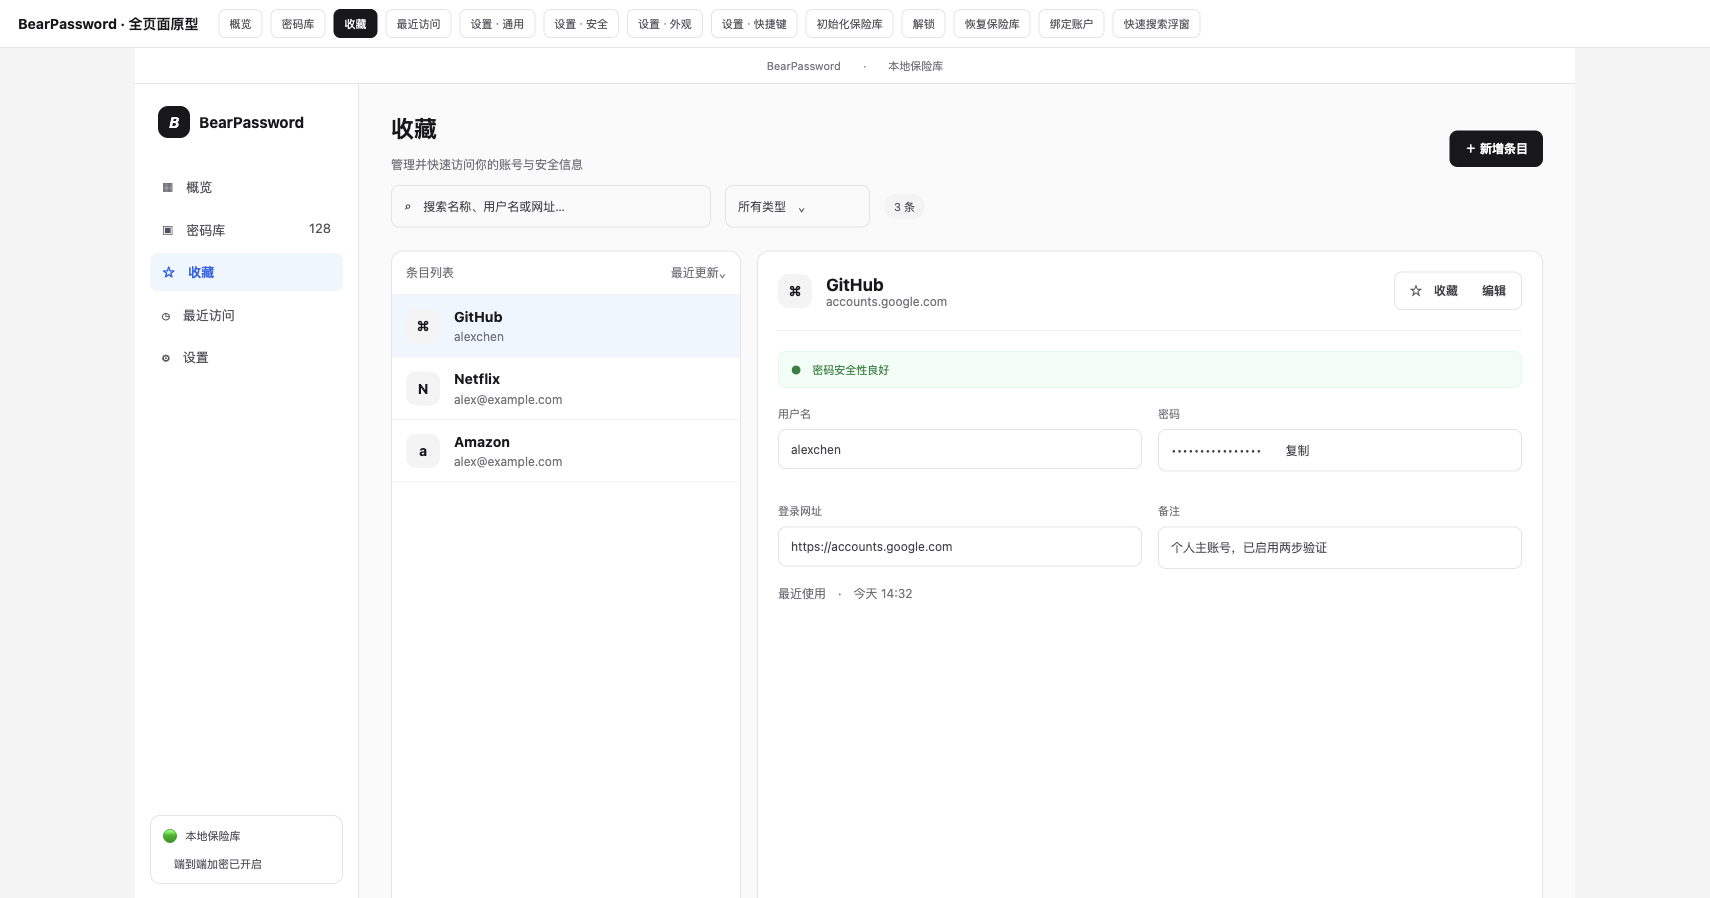 BearPassword · 全页面原型
概览
密码库
收藏
最近访问
设置 · 通用
设置 · 安全
设置 · 外观
设置 · 快捷键
初始化保险库
解锁
恢复保险库
绑定账户
快速搜索浮窗
BearPassword · 本地保险库
B BearPassword
概览
密码库 128
收藏
最近访问
设置
本地保险库
端到端加密已开启
收藏
管理并快速访问你的账号与安全信息
+ 新增条目
搜索名称、用户名或网址...
所有类型
3 条
条目列表 最近更新
⌘ GitHub
alexchen
N Netflix
alex@example.com
a Amazon
alex@example.com
⌘ GitHub
accounts.google.com
☆ 收藏 编辑
密码安全性良好
用户名
alexchen
密码
•••••••••••••••• 复制
登录网址
https://accounts.google.com
备注
个人主账号，已启用两步验证
最近使用 · 今天 14:32